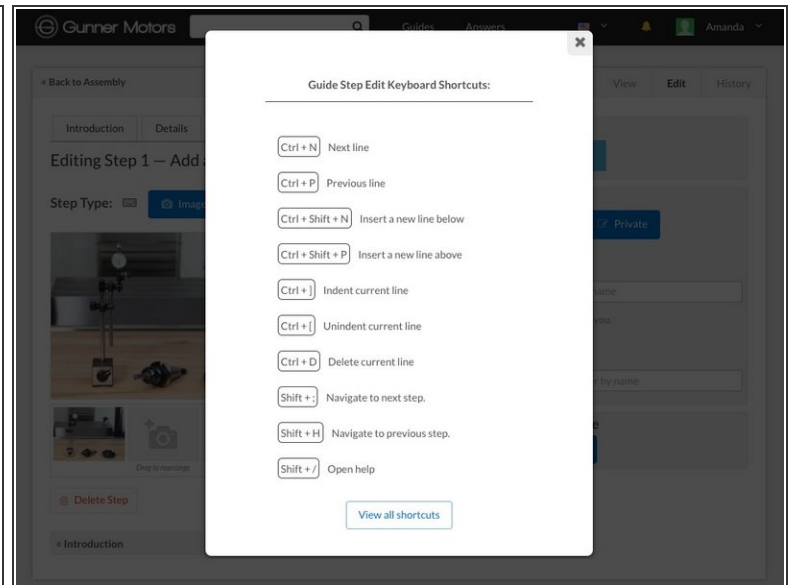 Gunner Motors
Guides
Answers
Amanda
< Back to Assembly
View
Edit
History
Guide Step Edit Keyboard Shortcuts:
Introduction
Details
Editing Step 1 — Add
Step Type:
Image
Private
Ctrl + N Next line
Ctrl + P Previous line
Ctrl + Shift + N Insert a new line below
Ctrl + Shift + P Insert a new line above
Ctrl + ] Indent current line
Ctrl + [ Unindent current line
Ctrl + D Delete current line
Shift + ; Navigate to next step.
Shift + H Navigate to previous step.
Shift + / Open help
View all shortcuts
name
you.
r by name
Drag to rearrange
Delete Step
< Introduction